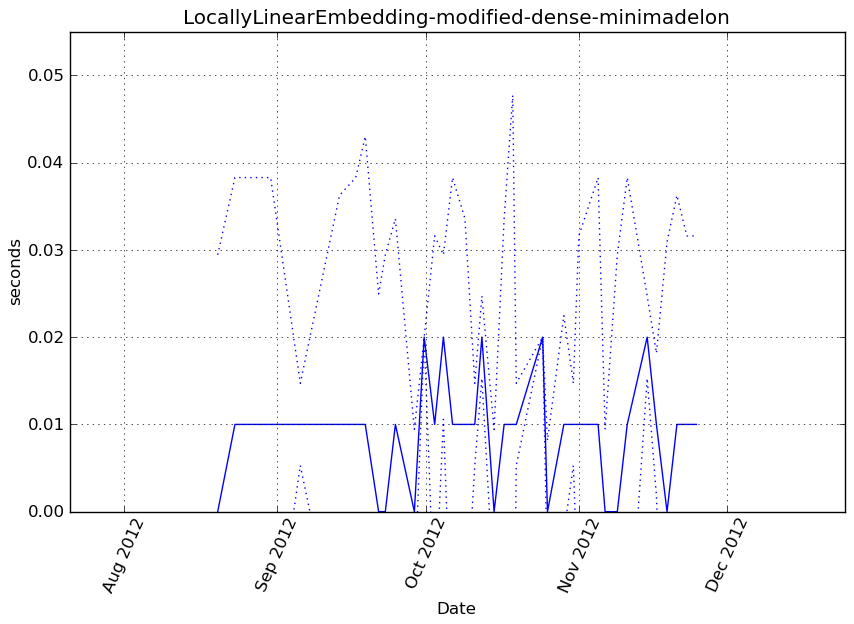 LocallyLinearEmbedding-modified-dense-minimadelon
0.05
0.04
0.03
0.02
0.01
0.00
seconds
Aug 2012
Sep 2012
Oct 2012
Nov 2012
Dec 2012
Date